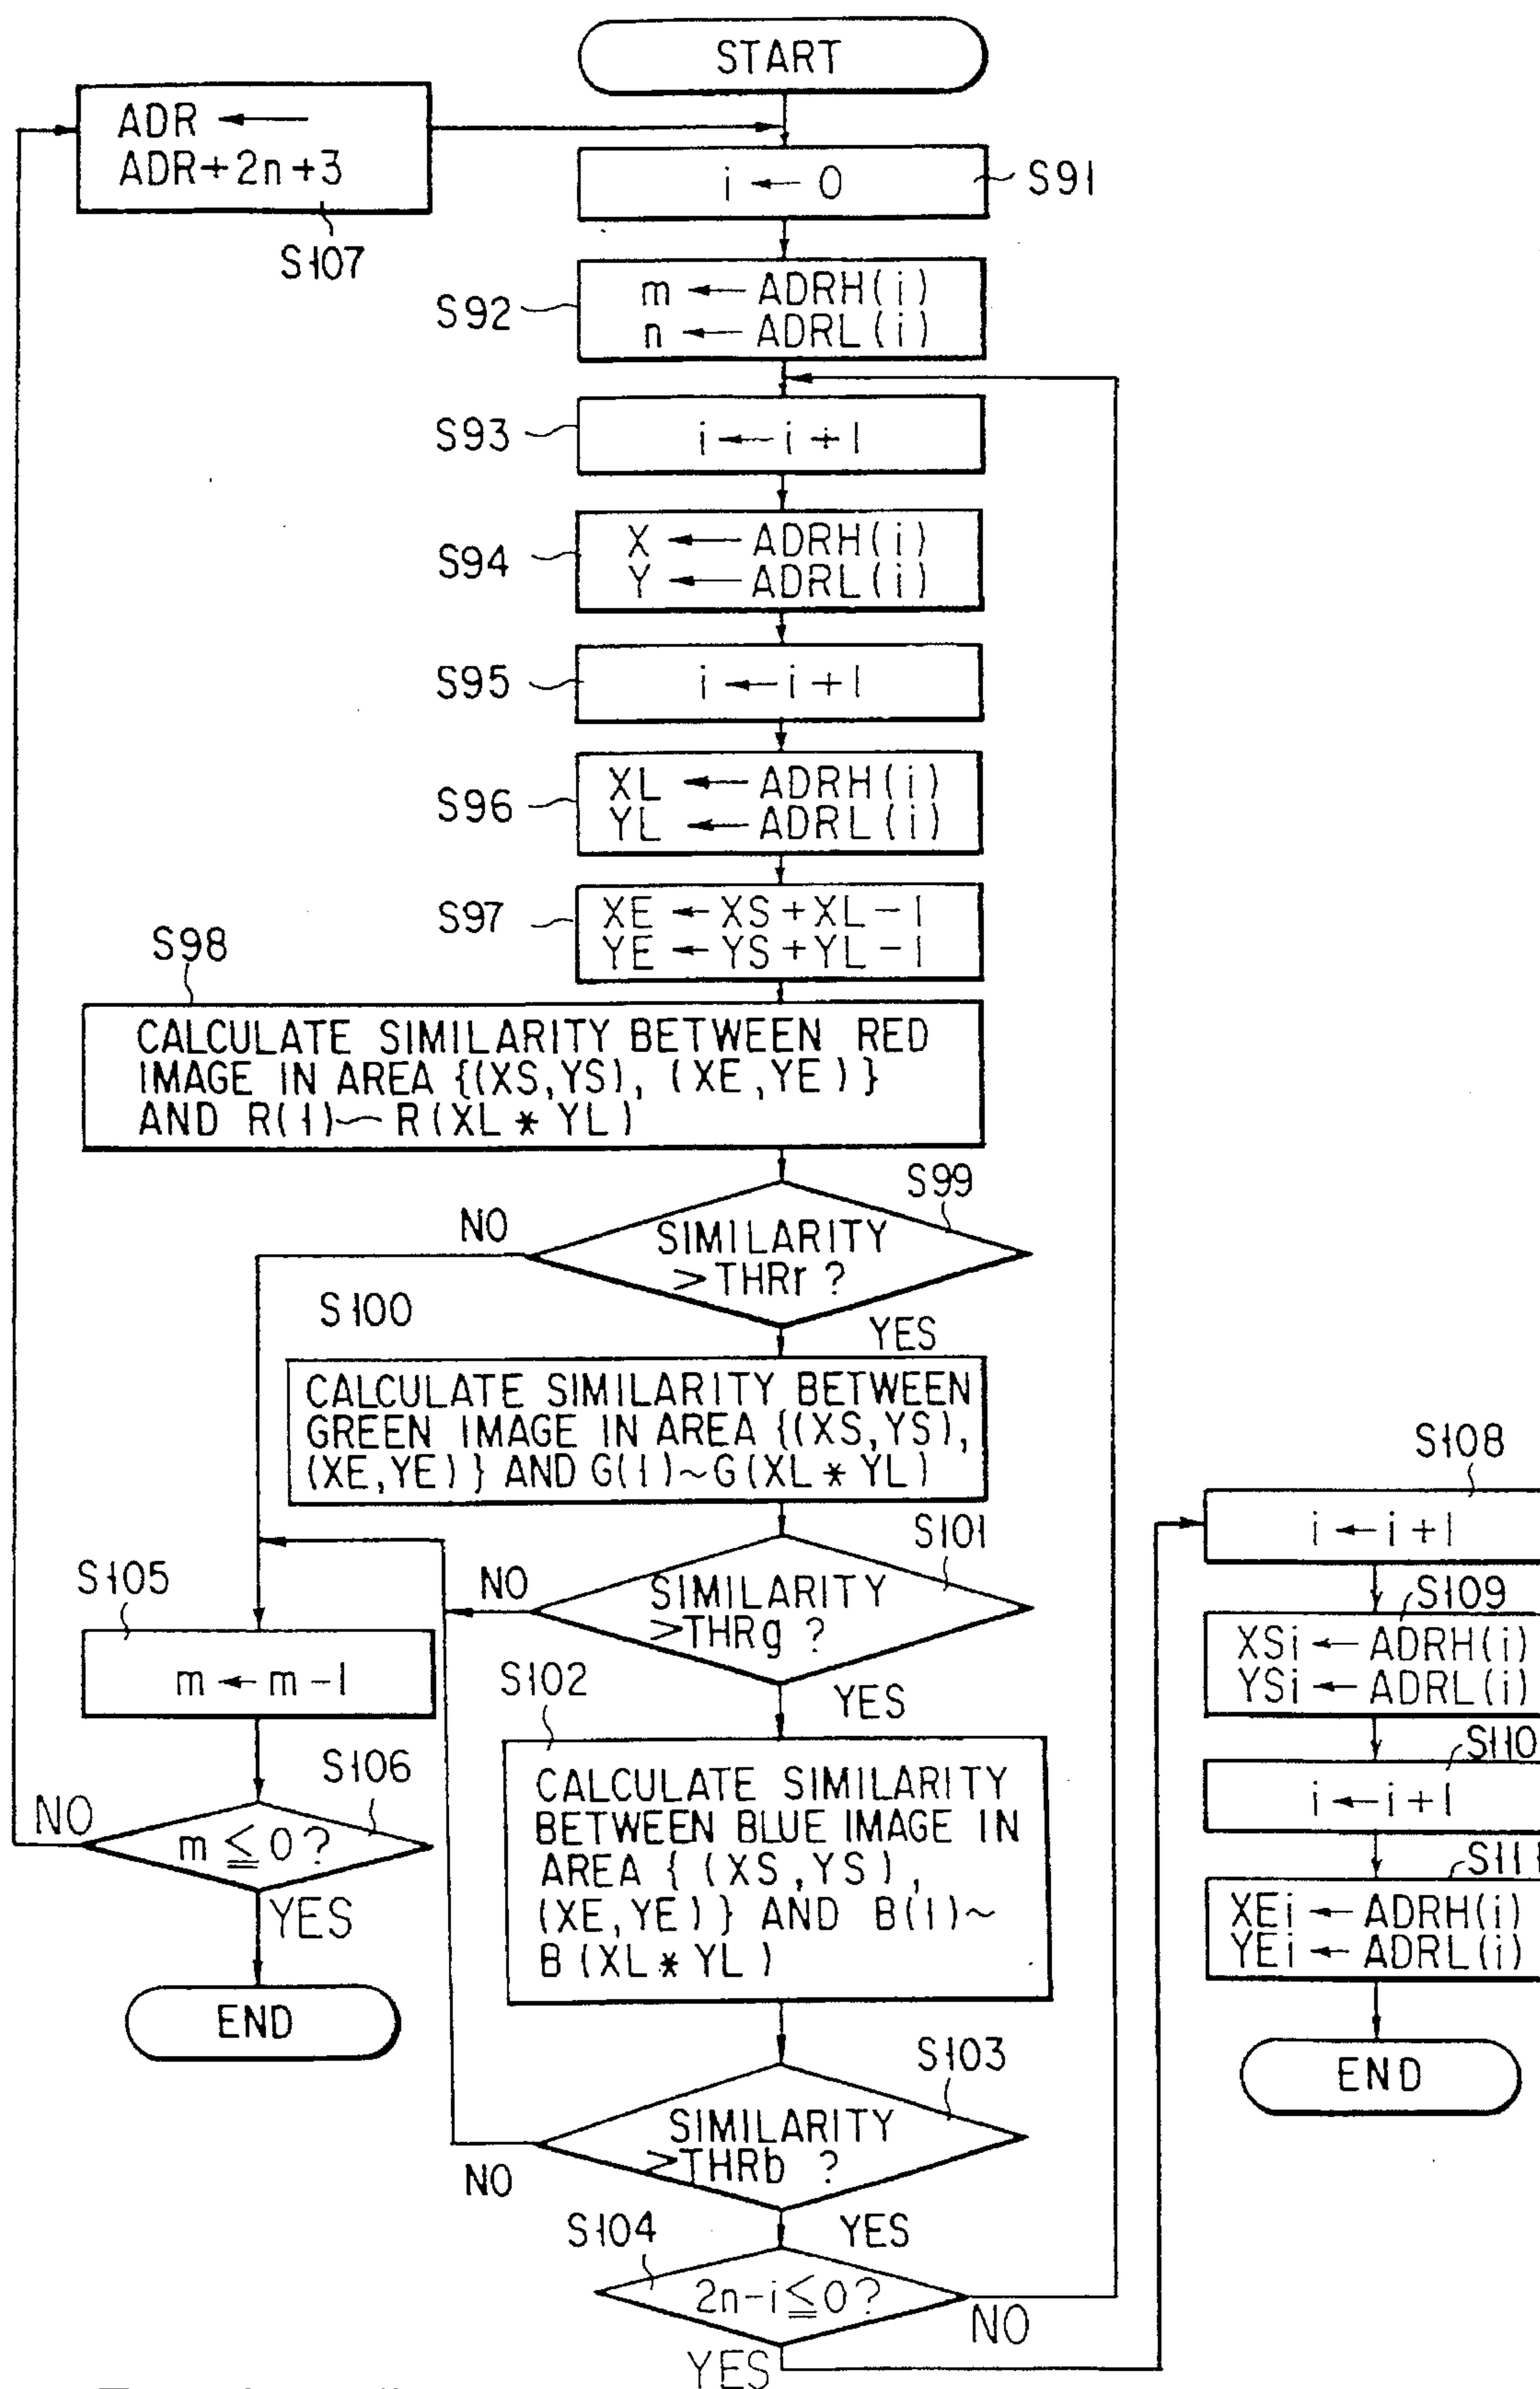 START
ADR ←
ADR+2n+3
S107
i ← 0
S91
S92
m ← ADRH(i)
n ← ADRL(i)
S93
i ← i+1
S94
X ← ADRH(i)
Y ← ADRL(i)
S95
i ← i+1
S96
XL ← ADRH(i)
YL ← ADRL(i)
S97
XE ← XS+XL-1
YE ← YS+YL-1
S98
CALCULATE SIMILARITY BETWEEN RED
IMAGE IN AREA {(XS,YS), (XE,YE)}
AND R(1)~R(XL*YL)
S99
SIMILARITY
>THRr ?
NO
YES
S100
CALCULATE SIMILARITY BETWEEN
GREEN IMAGE IN AREA {(XS,YS),
(XE,YE)} AND G(1)~G(XL*YL)
S101
SIMILARITY
>THRg ?
NO
YES
S102
CALCULATE SIMILARITY
BETWEEN BLUE IMAGE IN
AREA {(XS,YS),
(XE,YE)} AND B(1)~
B(XL*YL)
S103
SIMILARITY
≥THRb ?
NO
YES
S104
2n-i≦0?
NO
YES
S105
m ← m-1
S106
m ≦ 0?
NO
YES
END
S108
i ← i+1
S109
XSi ← ADRH(i)
YSi ← ADRL(i)
S110
i ← i+1
S111
XEi ← ADRH(i)
YEi ← ADRL(i)
END